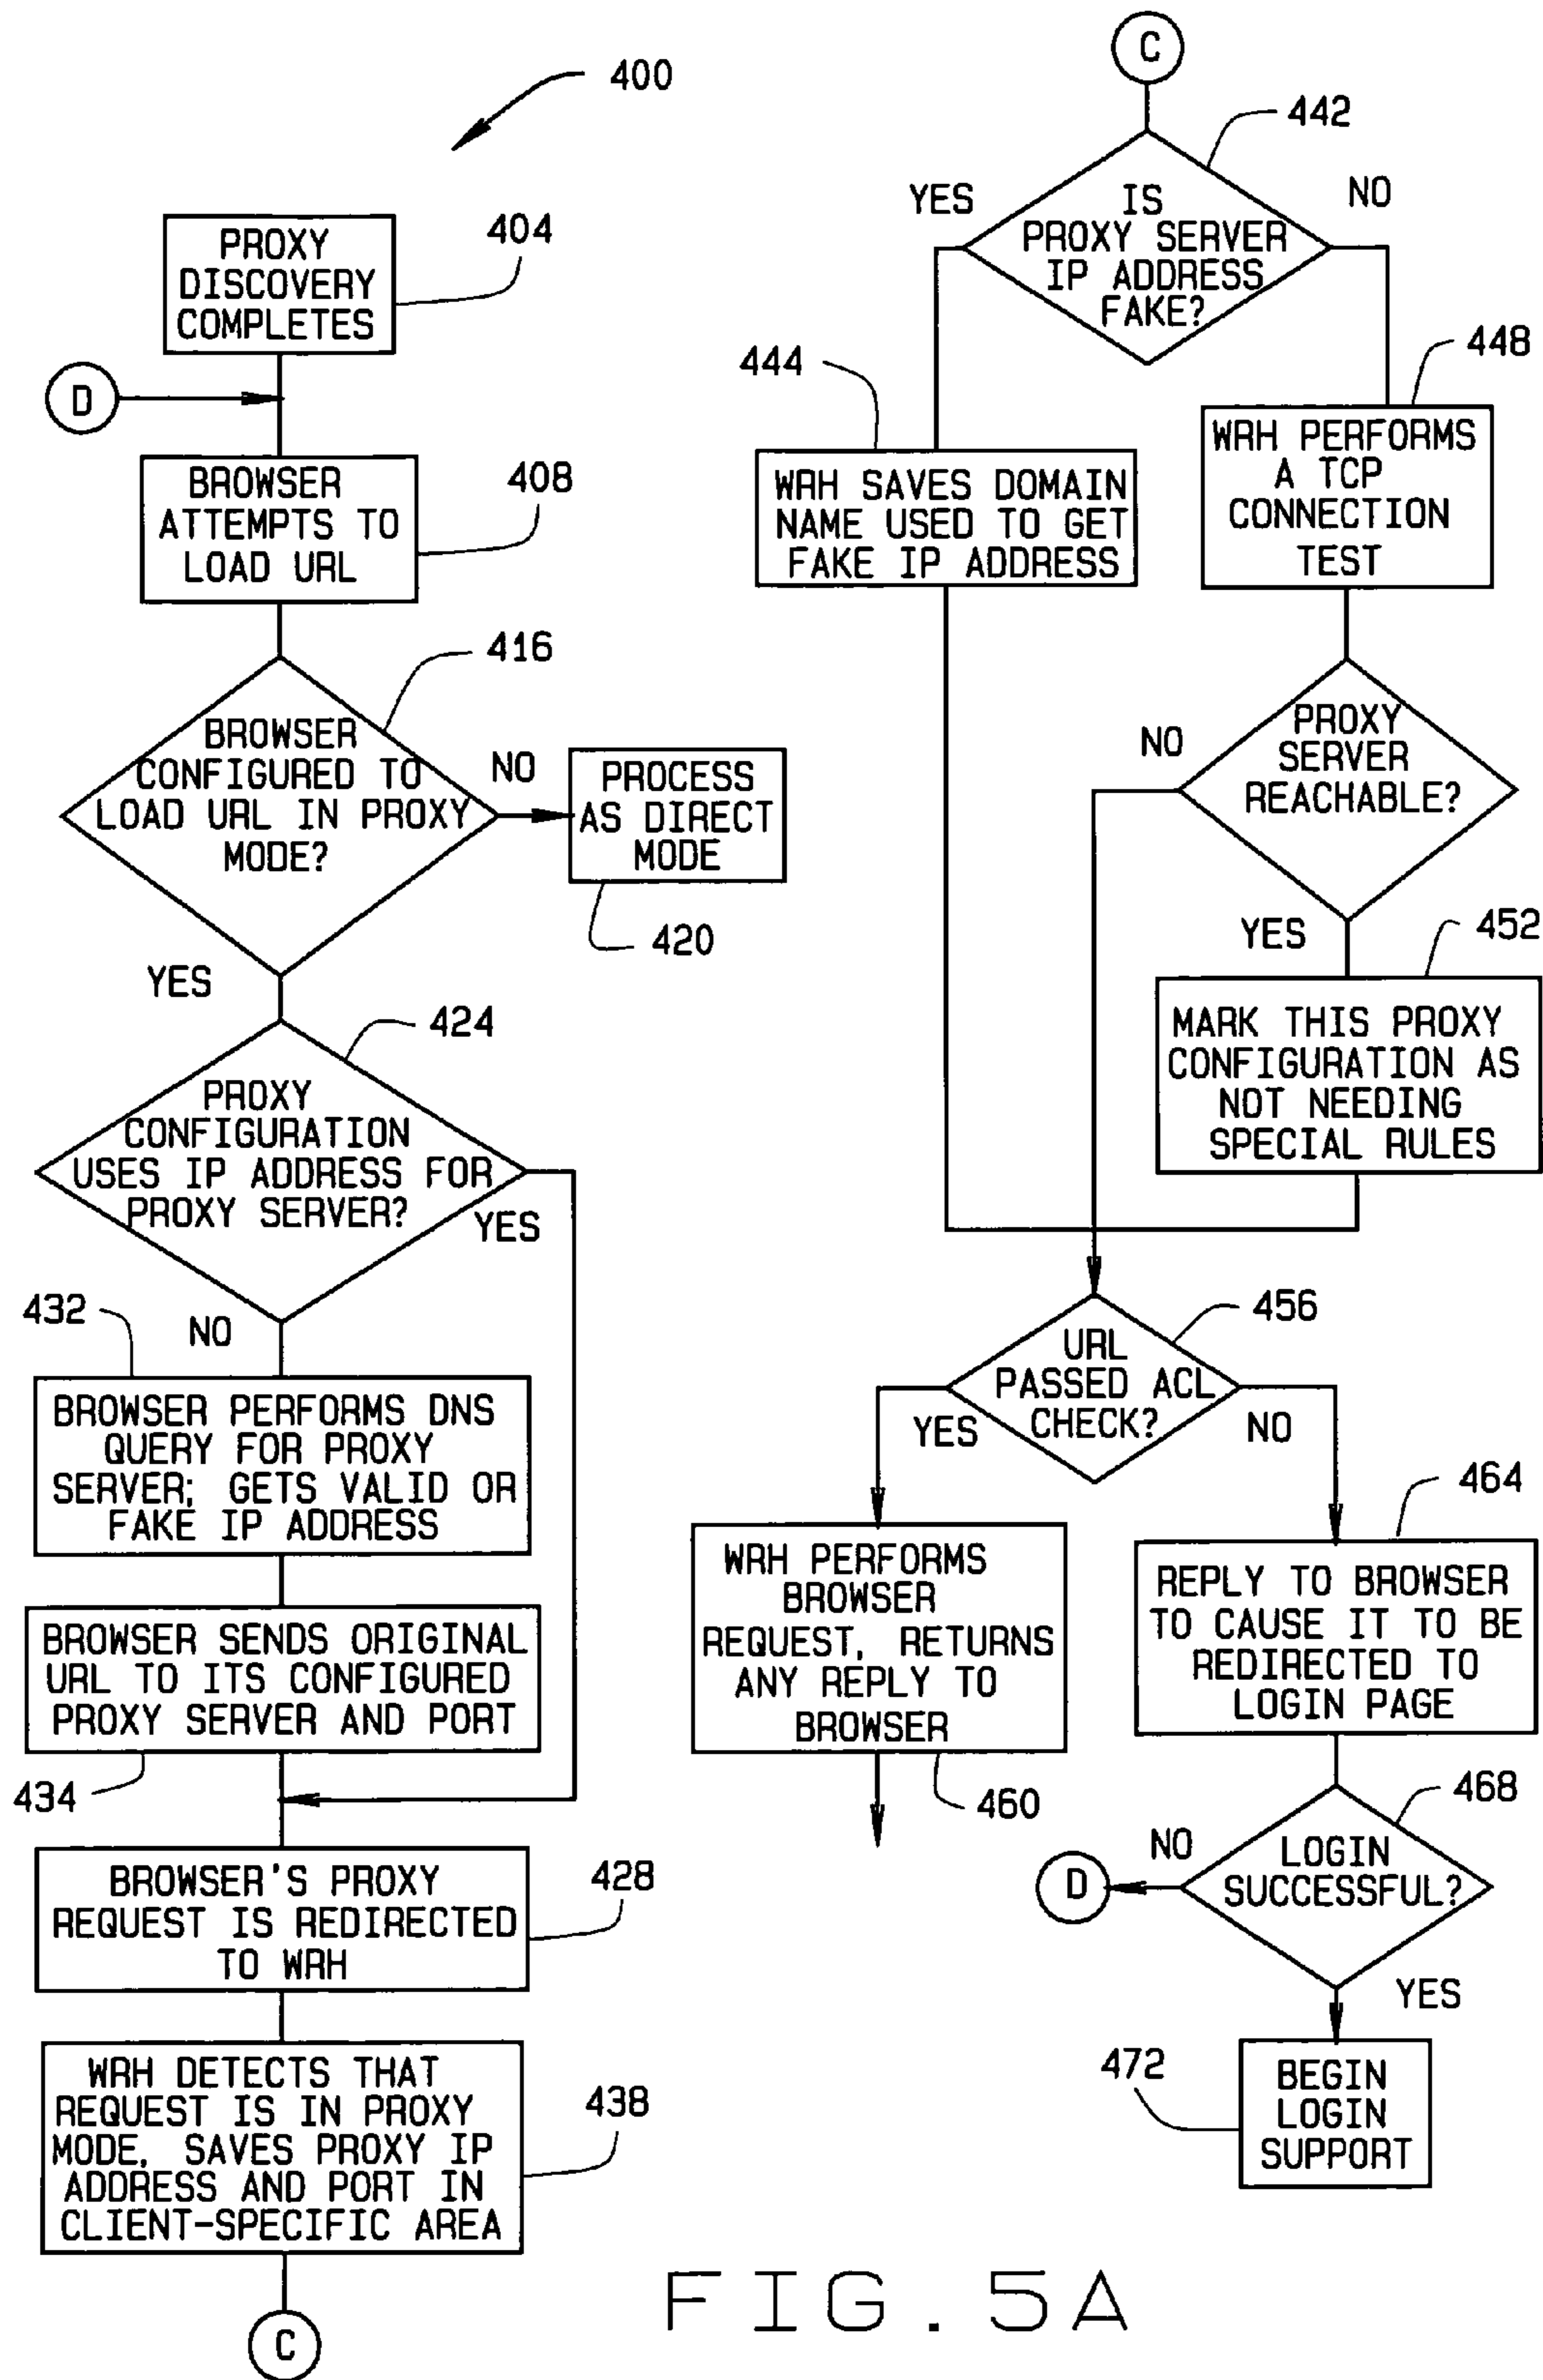 400
PROXY
DISCOVERY
COMPLETES
404
D
BROWSER
ATTEMPTS TO
LOAD URL
408
BROWSER
CONFIGURED TO
LOAD URL IN PROXY
MODE?
416
NO
PROCESS
AS DIRECT
MODE
420
YES
PROXY
CONFIGURATION
USES IP ADDRESS FOR
PROXY SERVER?
424
YES
NO
432
BROWSER PERFORMS DNS
QUERY FOR PROXY
SERVER; GETS VALID OR
FAKE IP ADDRESS
BROWSER SENDS ORIGINAL
URL TO ITS CONFIGURED
PROXY SERVER AND PORT
434
BROWSER'S PROXY
REQUEST IS REDIRECTED
TO WRH
428
WRH DETECTS THAT
REQUEST IS IN PROXY
MODE, SAVES PROXY IP
ADDRESS AND PORT IN
CLIENT-SPECIFIC AREA
438
C
C
442
IS
PROXY SERVER
IP ADDRESS
FAKE?
YES
NO
444
WRH SAVES DOMAIN
NAME USED TO GET
FAKE IP ADDRESS
448
WRH PERFORMS
A TCP
CONNECTION
TEST
PROXY
SERVER
REACHABLE?
NO
YES
452
MARK THIS PROXY
CONFIGURATION AS
NOT NEEDING
SPECIAL RULES
456
URL
PASSED ACL
CHECK?
YES
NO
WRH PERFORMS
BROWSER
REQUEST, RETURNS
ANY REPLY TO
BROWSER
460
464
REPLY TO BROWSER
TO CAUSE IT TO BE
REDIRECTED TO
LOGIN PAGE
468
LOGIN
SUCCESSFUL?
NO
D
YES
472
BEGIN
LOGIN
SUPPORT
FIG. 5A